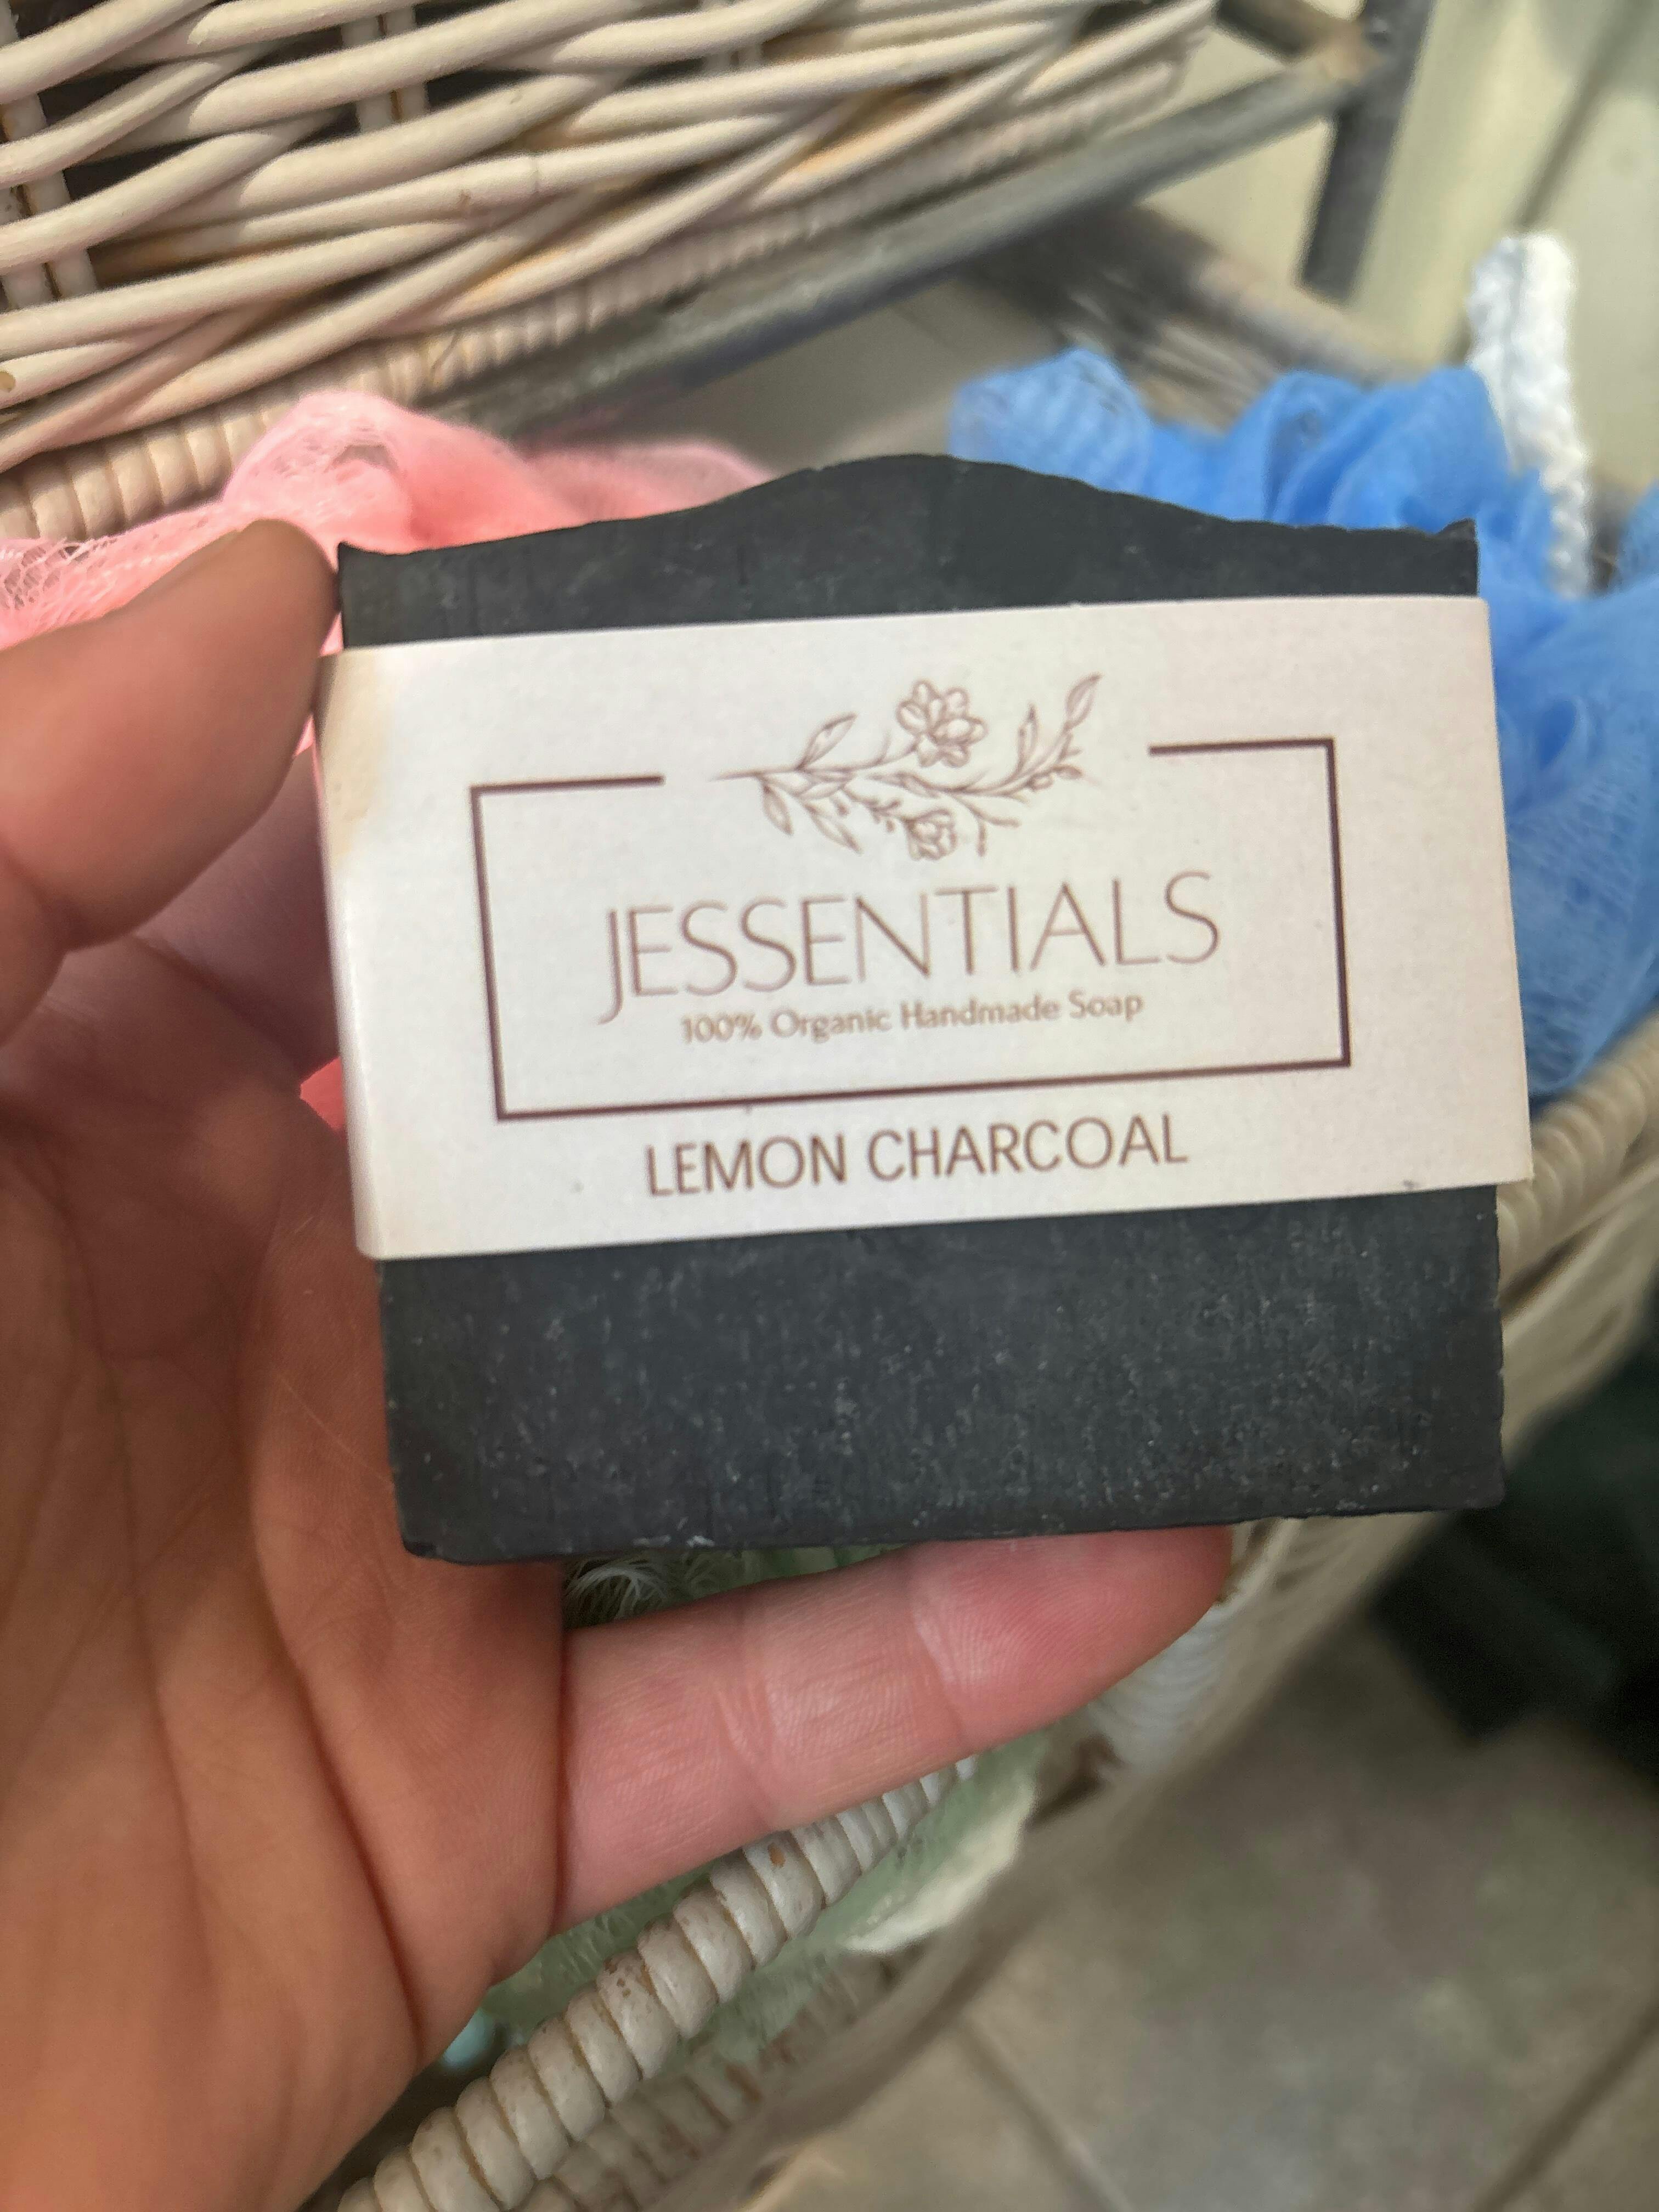 JESSENTIALS
100% Organic Handmade Soap
LEMON CHARCOAL